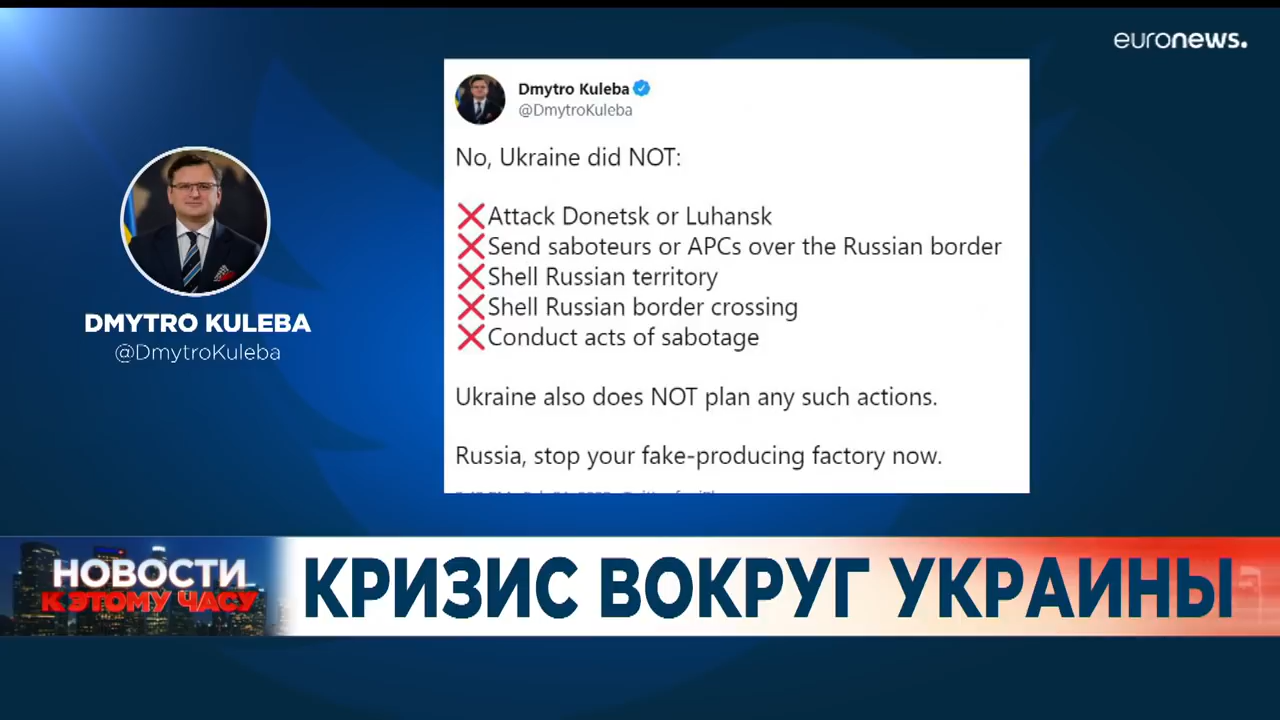 euronews.
Dmytro Kuleba
@DmytroKuleba
No, Ukraine did NOT:
❌Attack Donetsk or Luhansk
❌Send saboteurs or APCs over the Russian border
❌Shell Russian territory
❌Shell Russian border crossing
❌Conduct acts of sabotage
Ukraine also does NOT plan any such actions.
Russia, stop your fake-producing factory now.
DMYTRO KULEBA
@DmytroKuleba
НОВОСТИ
К ЭТОМУ ЧАСУ
КРИЗИС ВОКРУГ УКРАИНЫ